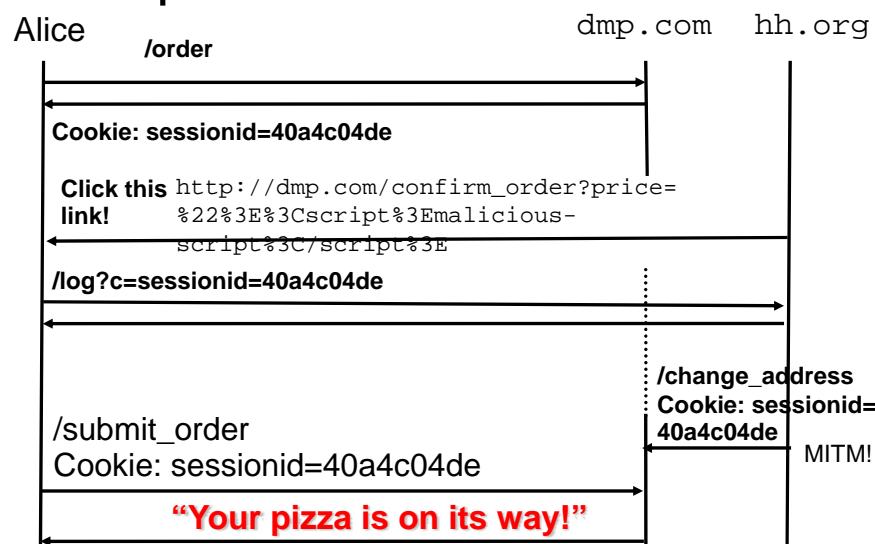 Alice
dmp.com
hh.org
/order
Cookie: sessionid=40a4c04de
Click this
link!
http://dmp.com/confirm_order?price=
%22%3E%3Cscript%3Emalicious-
script%3C/script%3E
/log?c=sessionid=40a4c04de
/change_address
Cookie: sessionid=
40a4c04de
MITM!
/submit_order
Cookie: sessionid=40a4c04de
“Your pizza is on its way!”